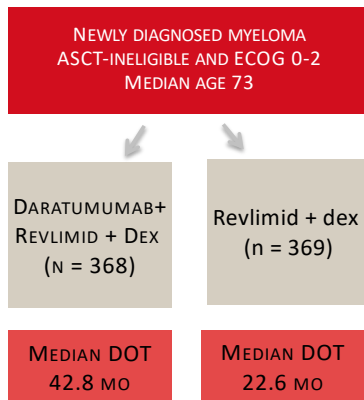 Newly diagnosed myeloma
ASCT-ineligible and ECOG 0-2
Median age 73
Daratumumab+
Revlimid + Dex
(n = 368)
Revlimid + dex
(n = 369)
Median DOT
42.8 mo
Median DOT
22.6 mo